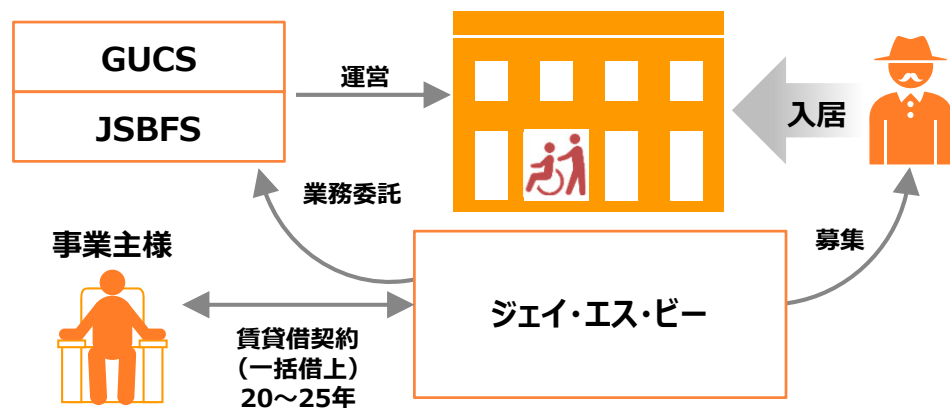 GUCS
JSBFS
運営
入居
業務委託
募集
事業主様
ジェイ・エス・ビー
賃貸借契約
（一括借上）
20～25年